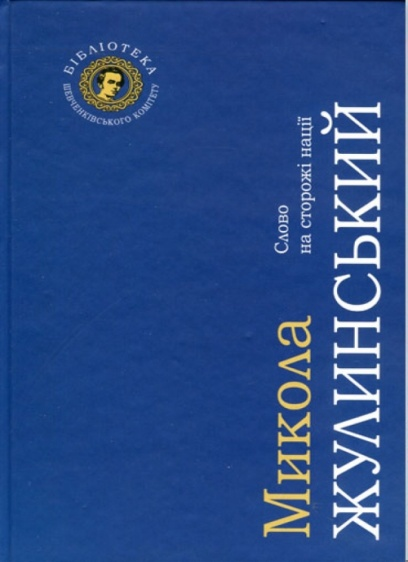 БІБЛІОТЕКА
ШЕВЧЕНКІВСЬКОГО КОМІТЕТУ
Микола
ЖУЛИНСЬКИЙ
Слово
на сторожі нації